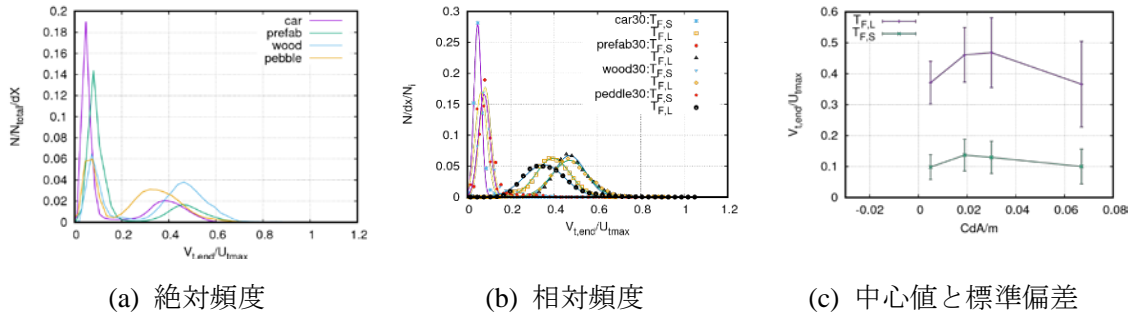 car
prefab
wood
pebble
N/N_total/dX
0.2
0.18
0.16
0.14
0.12
0.1
0.08
0.06
0.04
0.02
0
0 0.2 0.4 0.6 0.8 1 1.2
V_t,end/U_tmax
(a) 絶対頻度
car30:T_F,S
T_F,L
prefab30:T_F,S
T_F,L
wood30:T_F,S
T_F,L
peddle30:T_F,S
T_F,L
N/dx/N_i
0.3
0.25
0.2
0.15
0.1
0.05
0
0 0.2 0.4 0.6 0.8 1.0 1.2
V_t,end/U_tmax
(b) 相対頻度
T_F,L
T_F,S
V_t,end/U_tmax
0.6
0.5
0.4
0.3
0.2
0.1
0
-0.02 0 0.02 0.04 0.06 0.08
CdA/m
(c) 中心値と標準偏差